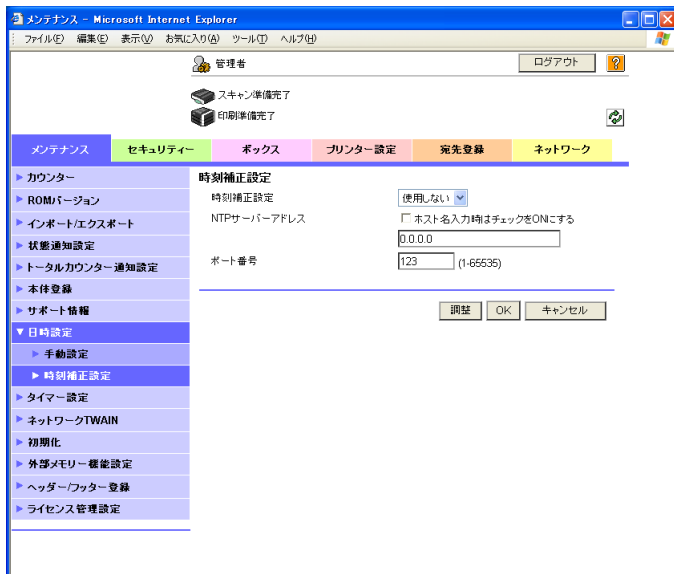 メンテナンス - Microsoft Internet Explorer
ファイル(F) 編集(E) 表示(V) お気に入り(A) ツール(T) ヘルプ(H)
管理者
ログアウト
?
スキャン準備完了
印刷準備完了
メンテナンス セキュリティー ボックス プリンター設定 宛先登録 ネットワーク
カウンター
ROMバージョン
インポート/エクスポート
状態通知設定
トータルカウンター通知設定
本体登録
サポート情報
日時設定
手動設定
時刻補正設定
タイマー設定
ネットワークTWAIN
初期化
外部メモリー機能設定
ヘッダー/フッター登録
ライセンス管理設定
時刻補正設定
時刻補正設定 使用しない
NTPサーバーアドレス ホスト名入力時はチェックをONにする
0.0.0.0
ポート番号 123 (1-65535)
調整 OK キャンセル